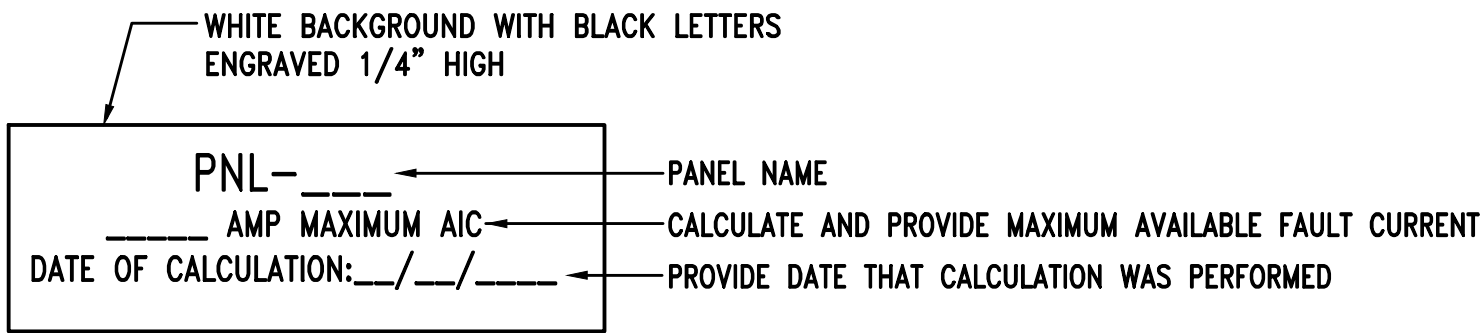 WHITE BACKGROUND WITH BLACK LETTERS
ENGRAVED 1/4” HIGH
PNL-___
PANEL NAME
_____ AMP MAXIMUM AIC
CALCULATE AND PROVIDE MAXIMUM AVAILABLE FAULT CURRENT
DATE OF CALCULATION:__/__/____
PROVIDE DATE THAT CALCULATION WAS PERFORMED